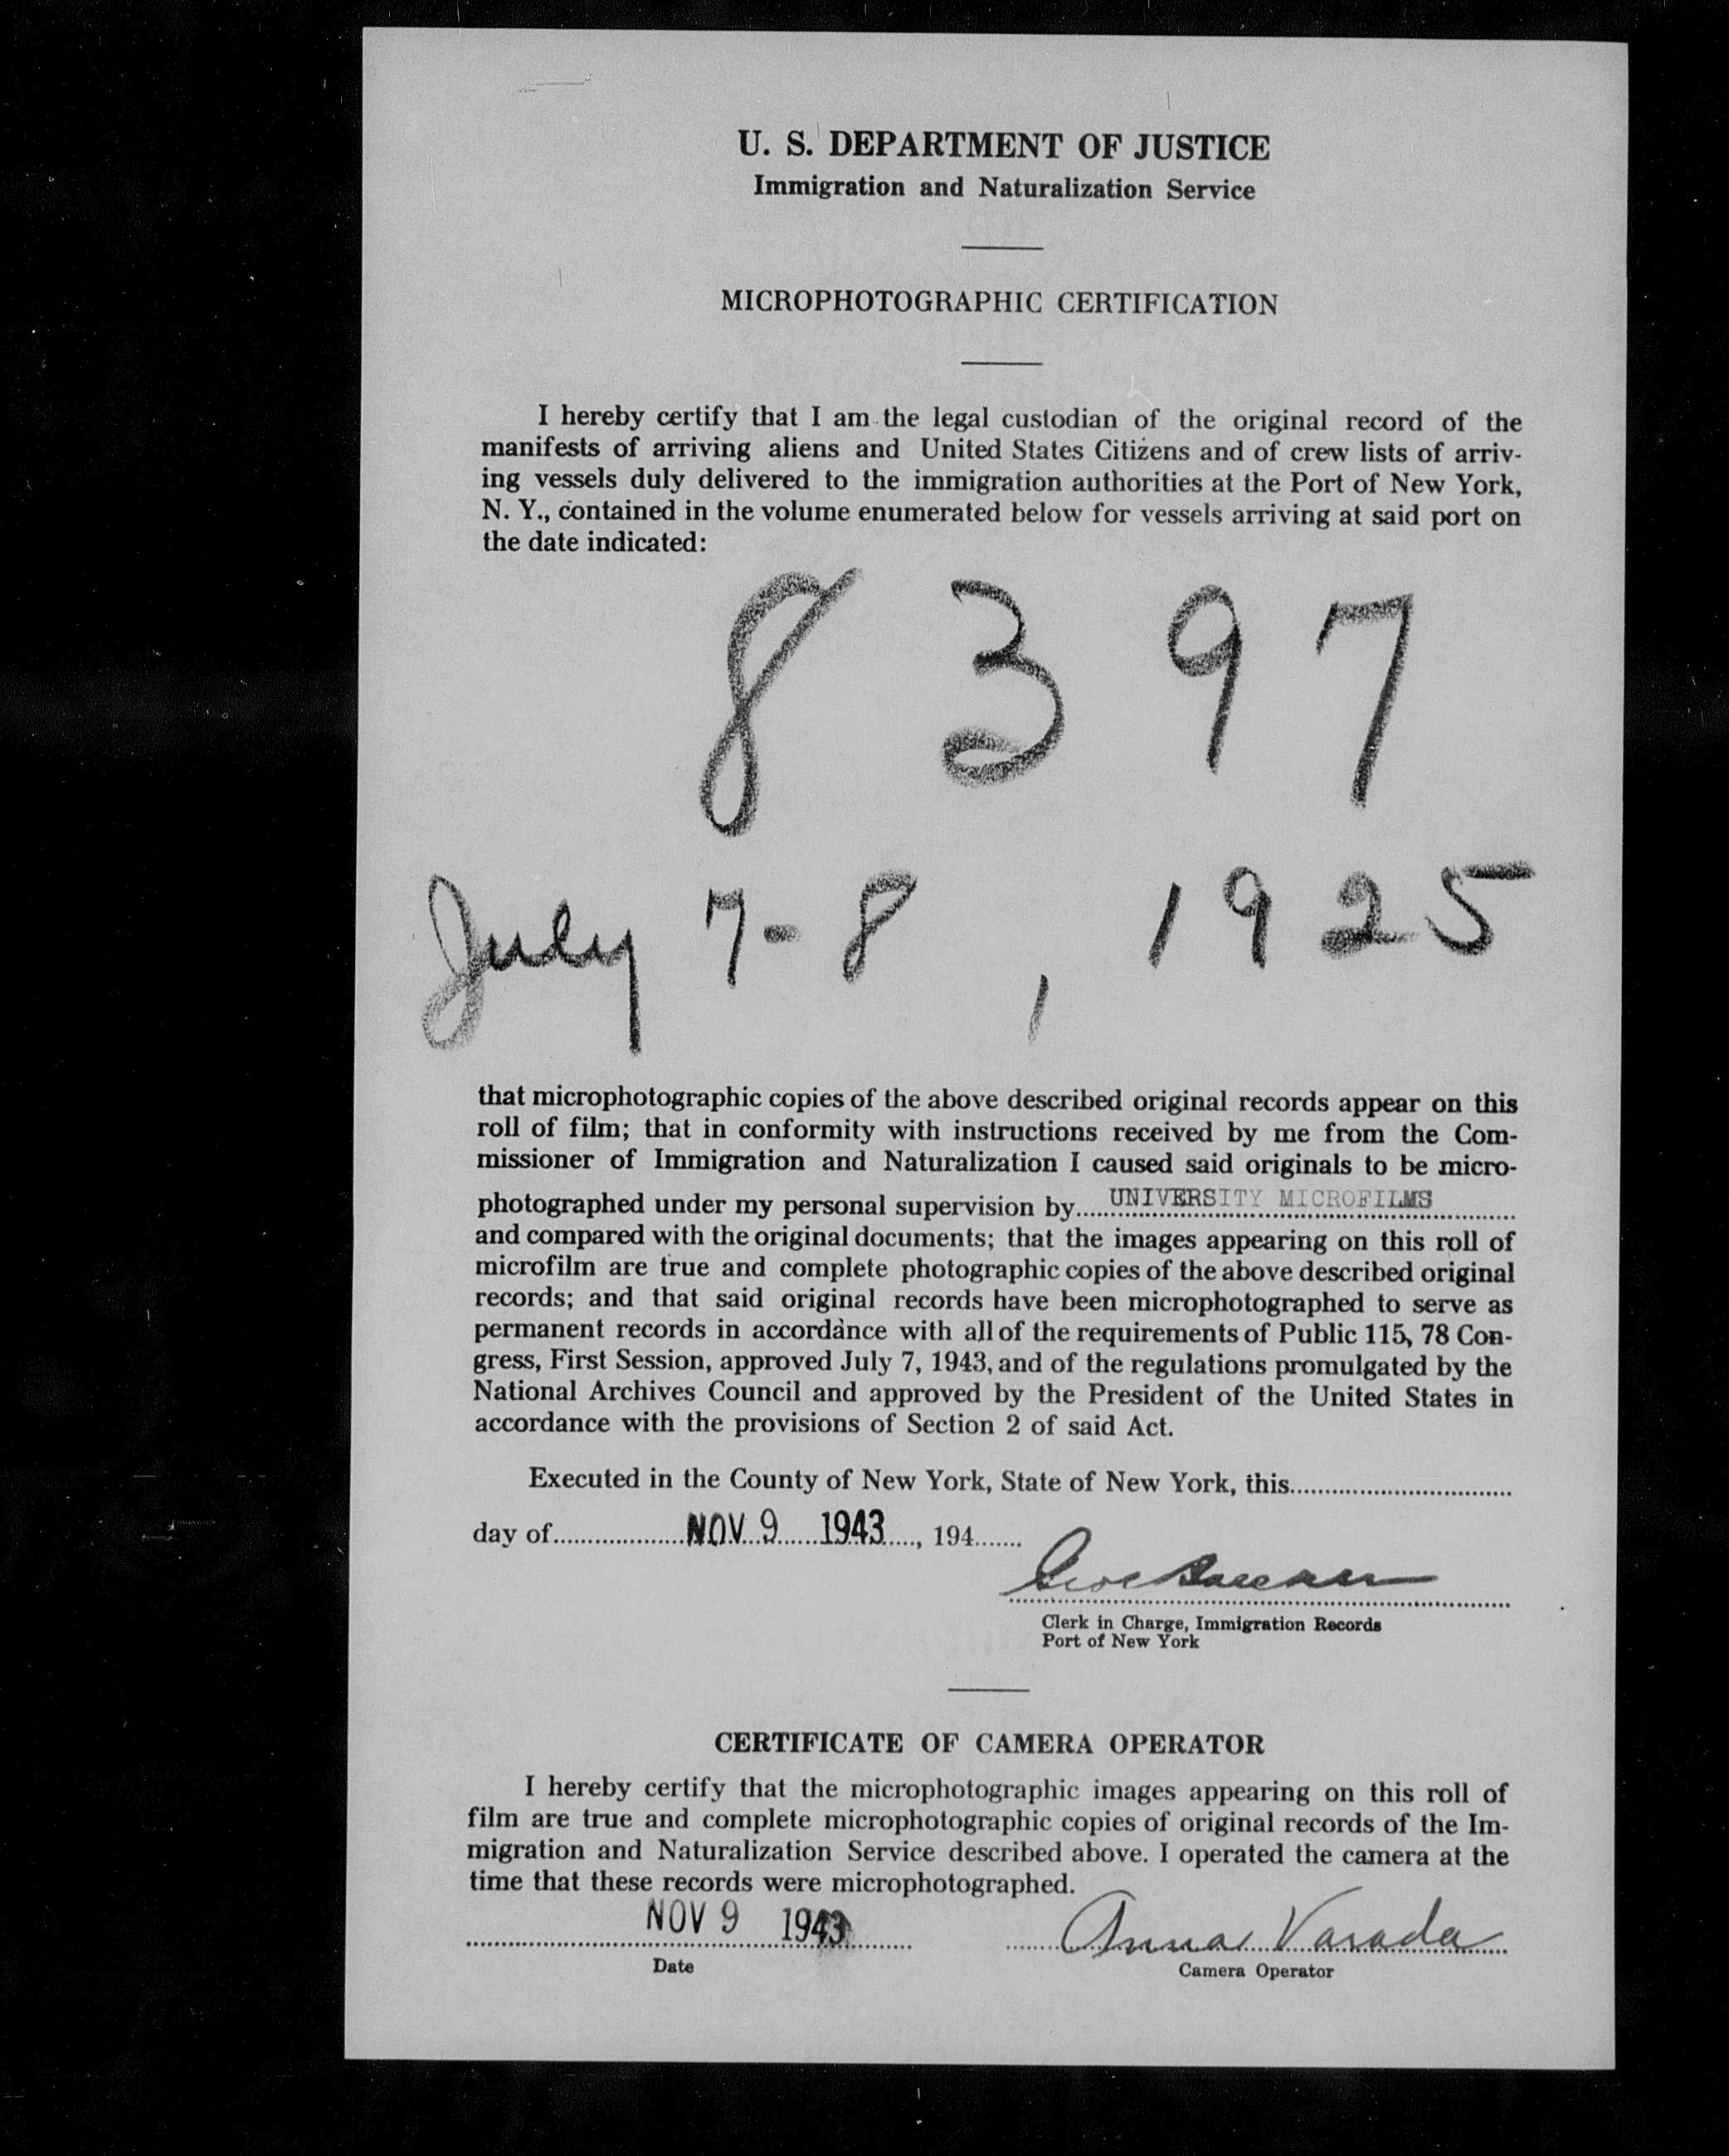 U. S. DEPARTMENT OF JUSTICE
Immigration and Naturalization Service
MICROPHOTOGRAPHIC CERTIFICATION
I hereby certify that I am the legal custodian of the original record of the
manifests of arriving aliens and United States Citizens and of crew lists of arriv-
ing vessels duly delivered to the immigration authorities at the Port of New York,
N. Y., contained in the volume enumerated below for vessels arriving at said port on
the date indicated:
8397
July 7-8, 1925
that microphotographic copies of the above described original records appear on this
roll of film; that in conformity with instructions received by me from the Com-
missioner of Immigration and Naturalization I caused said originals to be micro-
photographed under my personal supervision by UNIVERSITY MICROFILMS
and compared with the original documents; that the images appearing on this roll of
microfilm are true and complete photographic copies of the above described original
records; and that said original records have been microphotographed to serve as
permanent records in accordance with all of the requirements of Public 115, 78 Con-
gress, First Session, approved July 7, 1943, and of the regulations promulgated by the
National Archives Council and approved by the President of the United States in
accordance with the provisions of Section 2 of said Act.
Executed in the County of New York, State of New York, this
day of NOV 9 1943, 194
Clerk in Charge, Immigration Records
Port of New York
CERTIFICATE OF CAMERA OPERATOR
I hereby certify that the microphotographic images appearing on this roll of
film are true and complete microphotographic copies of original records of the Im-
migration and Naturalization Service described above. I operated the camera at the
time that these records were microphotographed.
NOV 9 1943 Anna Varada
Date Camera Operator